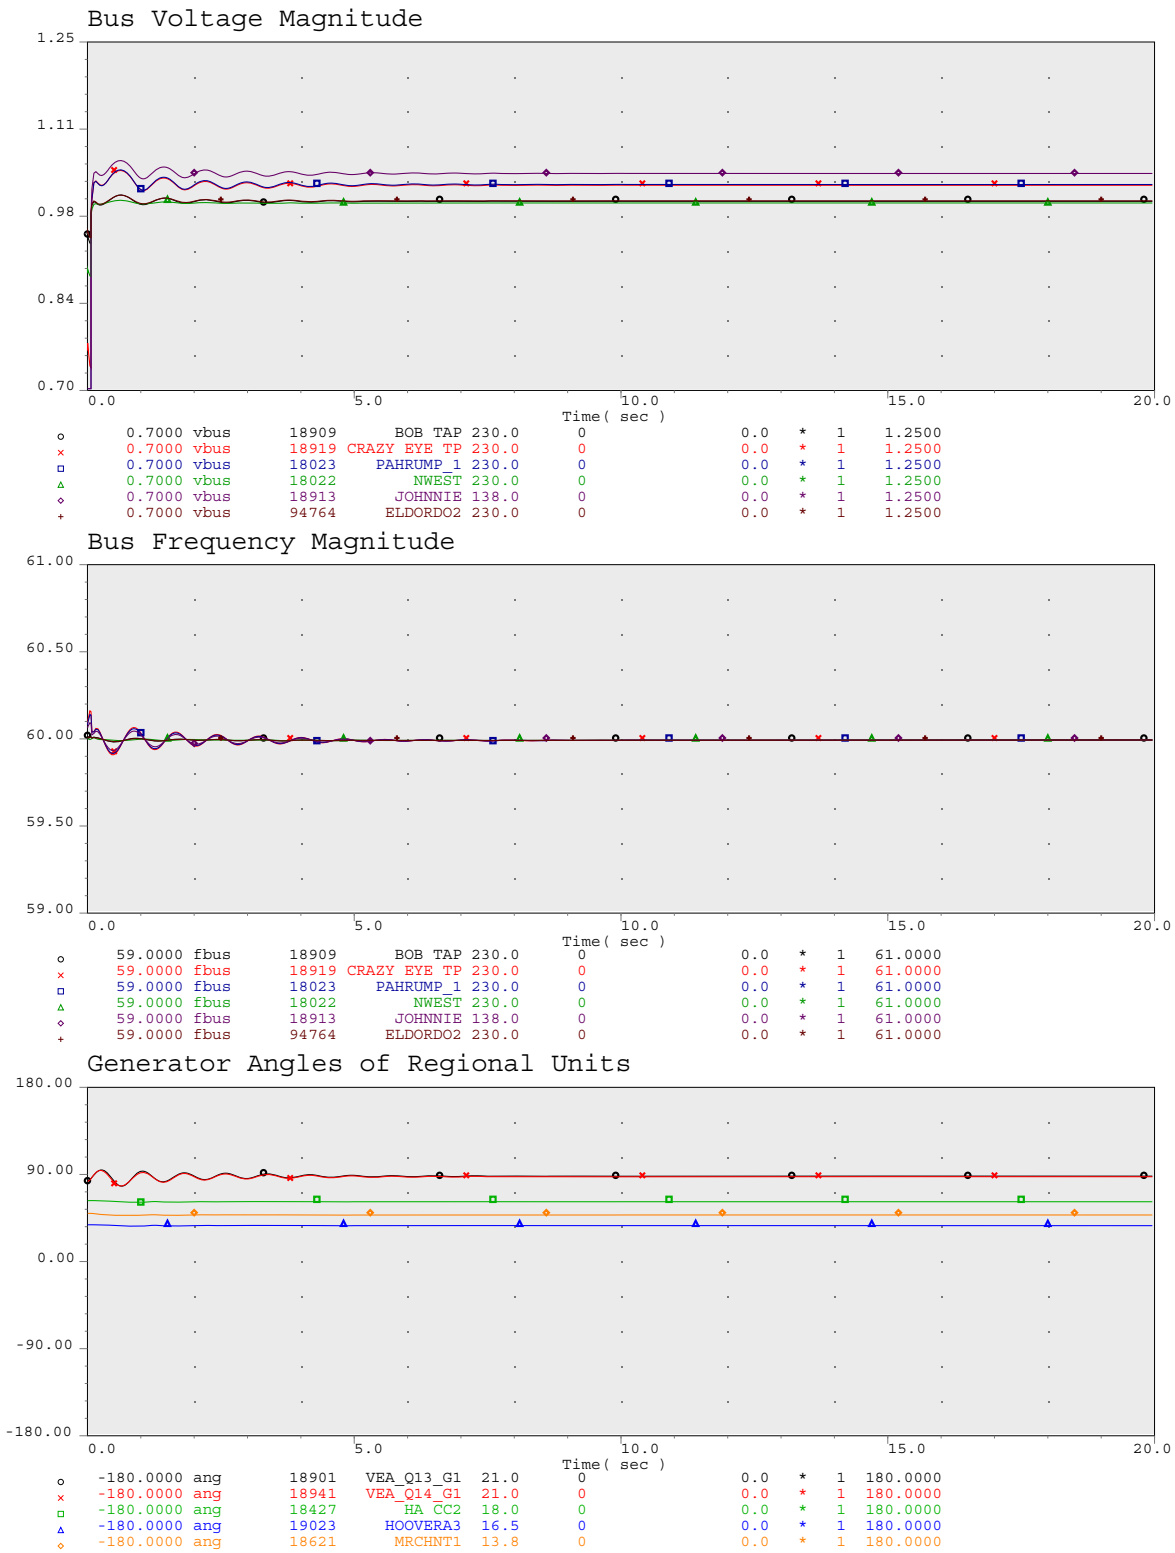 Bus Voltage Magnitude
1.25
1.11
0.98
0.84
0.70
0.0 5.0 10.0 15.0 20.0
Time( sec )
0.7000 vbus 18909 BOB TAP 230.0 0 0.0 * 1 1.2500
0.7000 vbus 18919 CRAZY EYE TP 230.0 0 0.0 * 1 1.2500
0.7000 vbus 18023 PAHRUMP_1 230.0 0 0.0 * 1 1.2500
0.7000 vbus 18022 NWEST 230.0 0 0.0 * 1 1.2500
0.7000 vbus 18913 JOHNNIE 138.0 0 0.0 * 1 1.2500
0.7000 vbus 94764 ELDORDO2 230.0 0 0.0 * 1 1.2500
Bus Frequency Magnitude
61.00
60.50
60.00
59.50
59.00
0.0 5.0 10.0 15.0 20.0
Time( sec )
59.0000 fbus 18909 BOB TAP 230.0 0 0.0 * 1 61.0000
59.0000 fbus 18919 CRAZY EYE TP 230.0 0 0.0 * 1 61.0000
59.0000 fbus 18023 PAHRUMP_1 230.0 0 0.0 * 1 61.0000
59.0000 fbus 18022 NWEST 230.0 0 0.0 * 1 61.0000
59.0000 fbus 18913 JOHNNIE 138.0 0 0.0 * 1 61.0000
59.0000 fbus 94764 ELDORDO2 230.0 0 0.0 * 1 61.0000
Generator Angles of Regional Units
180.00
90.00
0.00
-90.00
-180.00
0.0 5.0 10.0 15.0 20.0
Time( sec )
-180.0000 ang 18901 VEA_Q13_G1 21.0 0 0.0 * 1 180.0000
-180.0000 ang 18941 VEA_Q14_G1 21.0 0 0.0 * 1 180.0000
-180.0000 ang 18427 HA CC2 18.0 0 0.0 * 1 180.0000
-180.0000 ang 19023 HOOVERA3 16.5 0 0.0 * 1 180.0000
-180.0000 ang 18621 MRCHNT1 13.8 0 0.0 * 1 180.0000